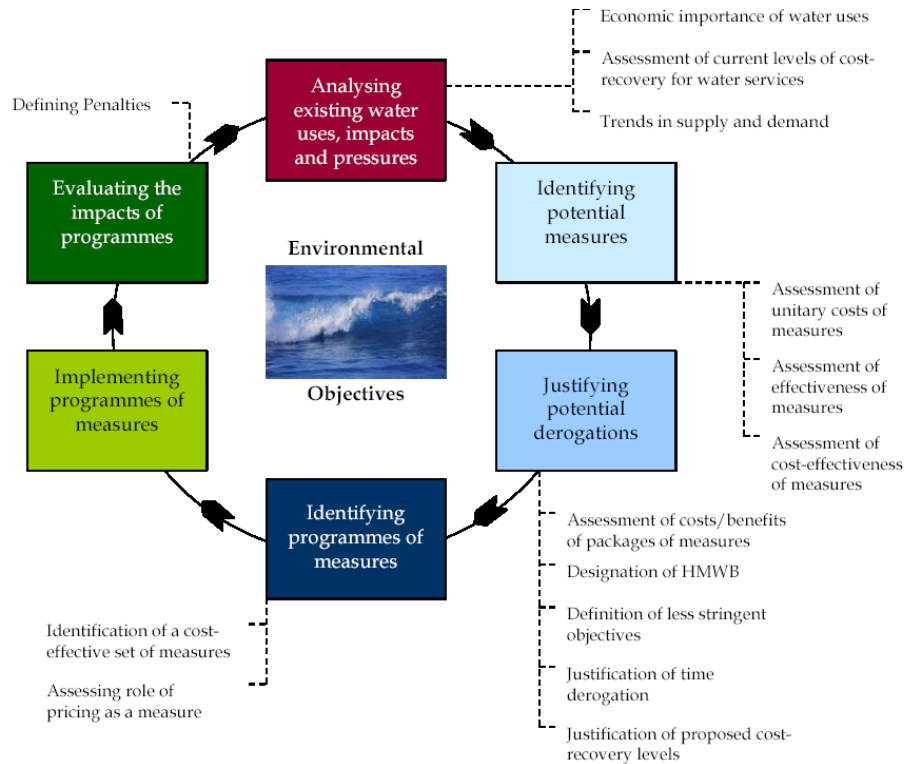 Economic importance of water uses
Assessment of current levels of cost-
recovery for water services
Trends in supply and demand
Analysing
existing water
uses, impacts
and pressures
Defining Penalties
Evaluating the
impacts of
programmes
Identifying
potential
measures
Environmental
Objectives
Assessment of
unitary costs of
measures
Assessment of
effectiveness of
measures
Assessment of
cost-effectiveness
of measures
Implementing
programmes of
measures
Justifying
potential
derogations
Identifying
programmes of
measures
Assessment of costs/benefits
of packages of measures
Designation of HMWB
Definition of less stringent
objectives
Justification of time
derogation
Justification of proposed cost-
recovery levels
Identification of a cost-
effective set of measures
Assessing role of
pricing as a measure